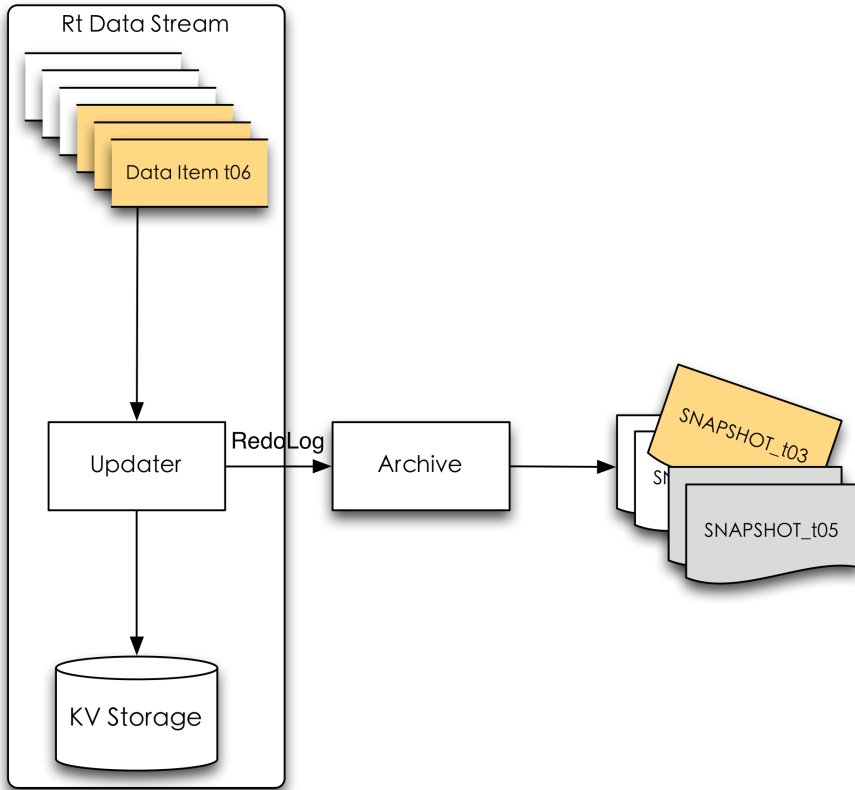 Rt Data Stream
Data Item t06
Updater
RedoLog
Archive
SNAPSHOT_t03
SNAPSHOT_t05
KV Storage